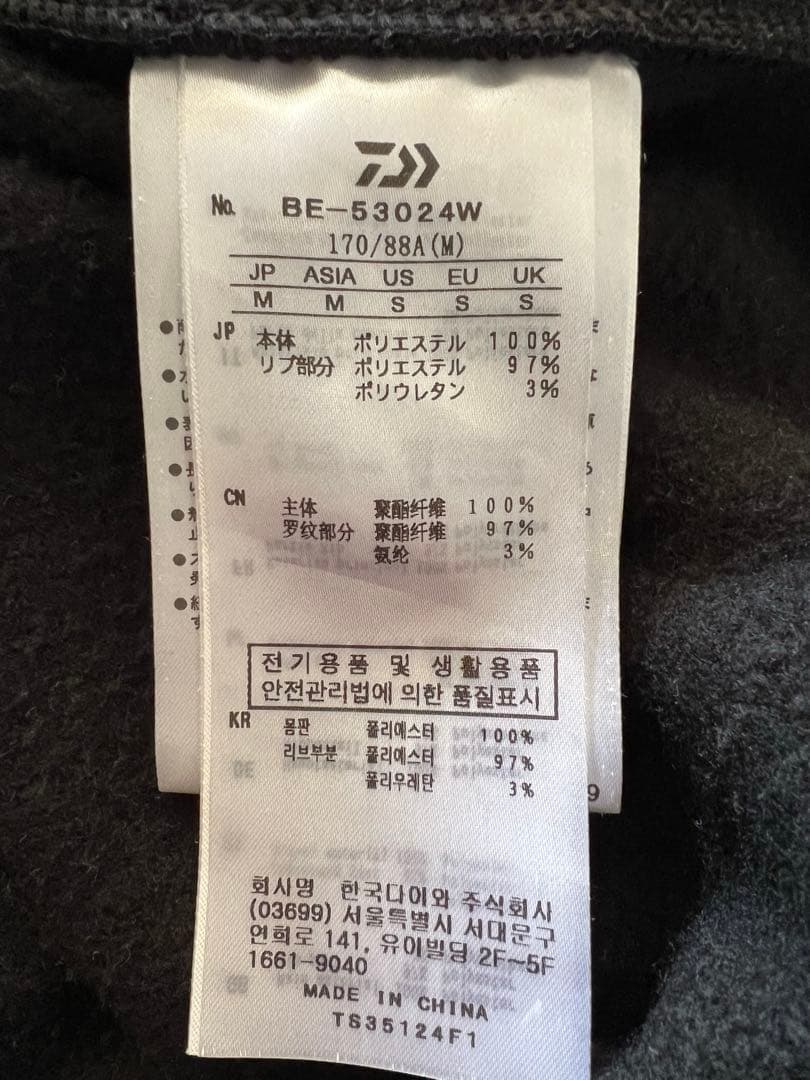 No. BE-53024W
170/88A(M)
JP ASIA US EU UK
M M S S S
JP 本体 ポリエステル 100%
リブ部分 ポリエステル 97%
ポリウレタン 3%
CN 主体 聚酯纤维 100%
罗纹部分 聚酯纤维 97%
氨纶 3%
전기용품 및 생활용품
안전관리법에 의한 품질표시
KR 몸판 폴리에스터 100%
리브부분 폴리에스터 97%
폴리우레탄 3%
회사명 한국다이와 주식회사
(03699) 서울특별시 서대문구
연희로 141, 유이빌딩 2F~5F
1661-9040
MADE IN CHINA
TS35124F1
9